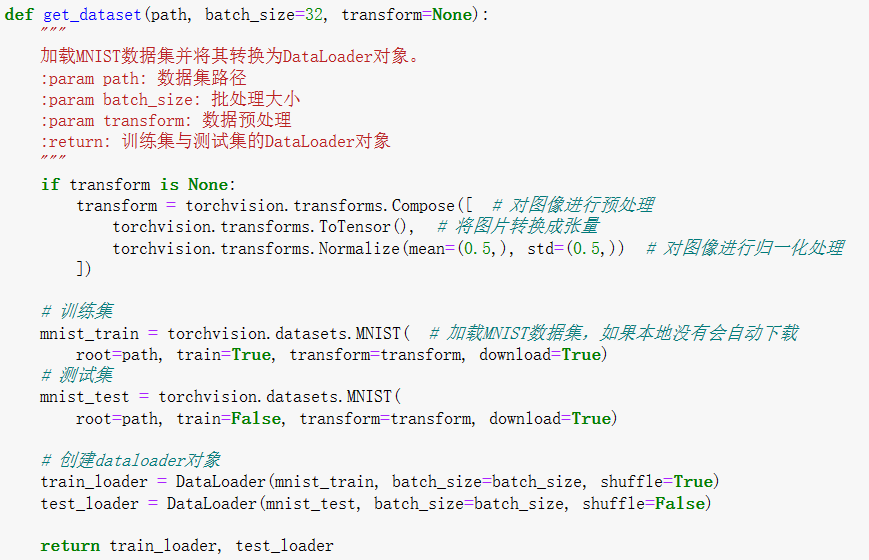 def get_dataset(path, batch_size=32, transform=None):
    """
    加载MNIST数据集并将其转换为DataLoader对象。
    :param path: 数据集路径
    :param batch_size: 批处理大小
    :param transform: 数据预处理
    :return: 训练集与测试集的DataLoader对象
    """
    if transform is None:
        transform = torchvision.transforms.Compose([  # 对图像进行预处理
            torchvision.transforms.ToTensor(),  # 将图片转换成张量
            torchvision.transforms.Normalize(mean=(0.5,), std=(0.5,))  # 对图像进行归一化处理
        ])
    # 训练集
    mnist_train = torchvision.datasets.MNIST(  # 加载MNIST数据集，如果本地没有会自动下载
        root=path, train=True, transform=transform, download=True)
    # 测试集
    mnist_test = torchvision.datasets.MNIST(
        root=path, train=False, transform=transform, download=True)
    # 创建dataloader对象
    train_loader = DataLoader(mnist_train, batch_size=batch_size, shuffle=True)
    test_loader = DataLoader(mnist_test, batch_size=batch_size, shuffle=False)
    return train_loader, test_loader